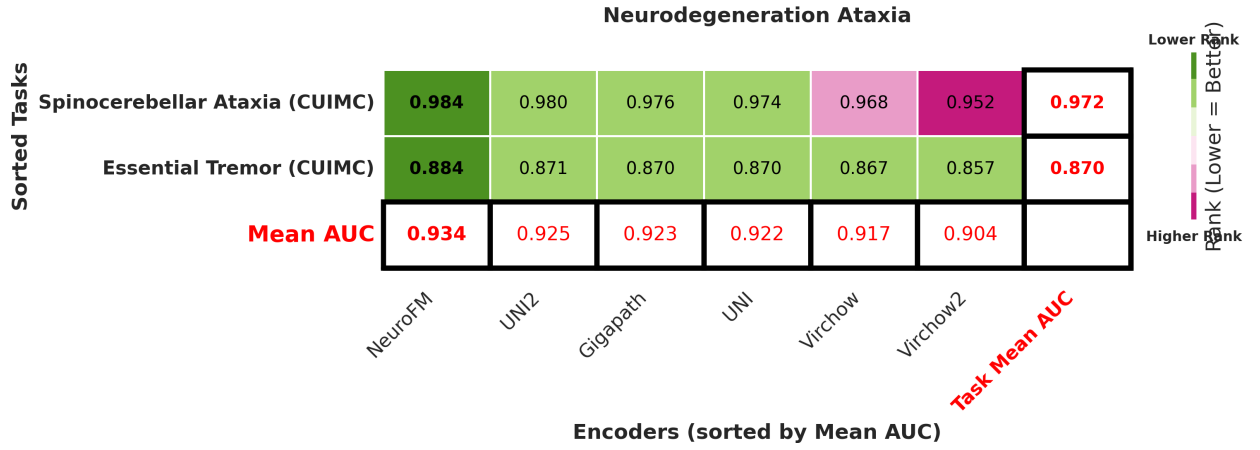 Neurodegeneration Ataxia
Lower Rank
Sorted Tasks
Spinocerebellar Ataxia (CUIMC) 0.984 0.980 0.976 0.974 0.968 0.952 0.972
Essential Tremor (CUIMC) 0.884 0.871 0.870 0.870 0.867 0.857 0.870
Mean AUC 0.934 0.925 0.923 0.922 0.917 0.904
Rank (Lower = Better)
Higher Rank
NeuroFM UNI2 Gigapath UNI Virchow Virchow2 Task Mean AUC
Encoders (sorted by Mean AUC)